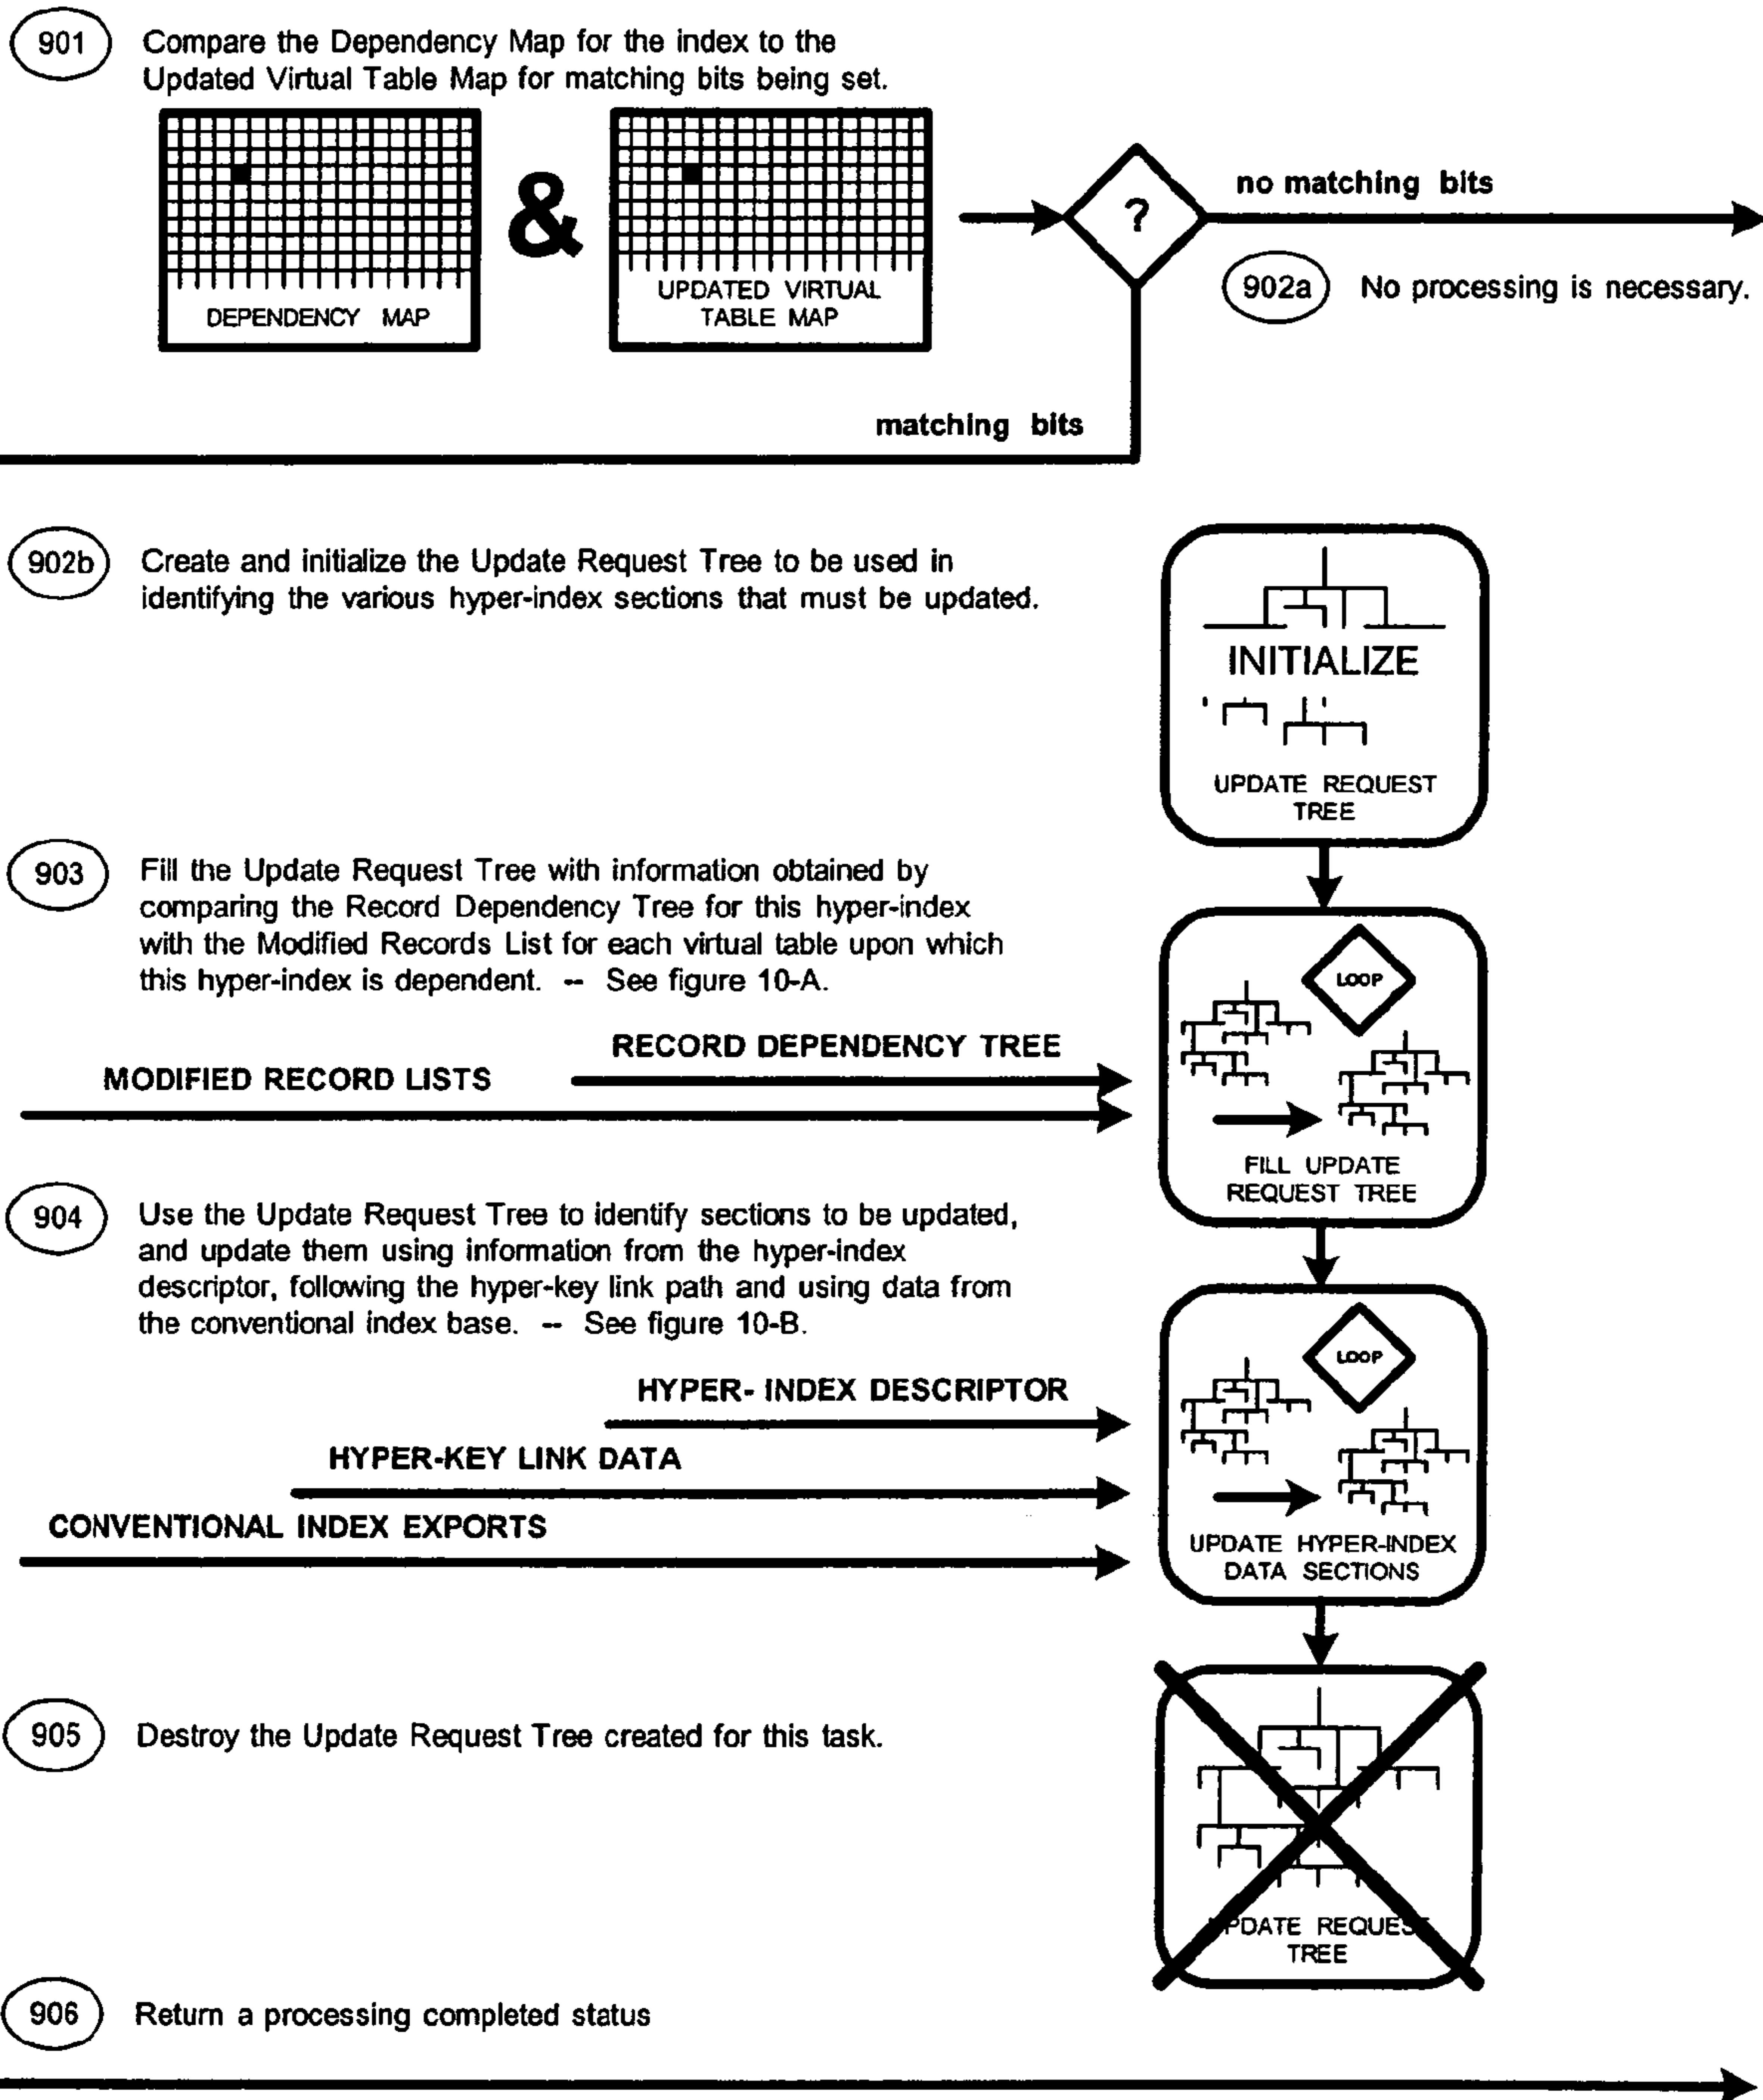 901
Compare the Dependency Map for the index to the
Updated Virtual Table Map for matching bits being set.
DEPENDENCY MAP
&
UPDATED VIRTUAL
TABLE MAP
?
no matching bits
902a
No processing is necessary.
matching bits
902b
Create and initialize the Update Request Tree to be used in
identifying the various hyper-index sections that must be updated.
INITIALIZE
UPDATE REQUEST
TREE
903
Fill the Update Request Tree with information obtained by
comparing the Record Dependency Tree for this hyper-index
with the Modified Records List for each virtual table upon which
this hyper-index is dependent. -- See figure 10-A.
RECORD DEPENDENCY TREE
MODIFIED RECORD LISTS
LOOP
FILL UPDATE
REQUEST TREE
904
Use the Update Request Tree to identify sections to be updated,
and update them using information from the hyper-index
descriptor, following the hyper-key link path and using data from
the conventional index base. -- See figure 10-B.
HYPER- INDEX DESCRIPTOR
HYPER-KEY LINK DATA
CONVENTIONAL INDEX EXPORTS
LOOP
UPDATE HYPER-INDEX
DATA SECTIONS
905
Destroy the Update Request Tree created for this task.
UPDATE REQUEST
TREE
906
Return a processing completed status